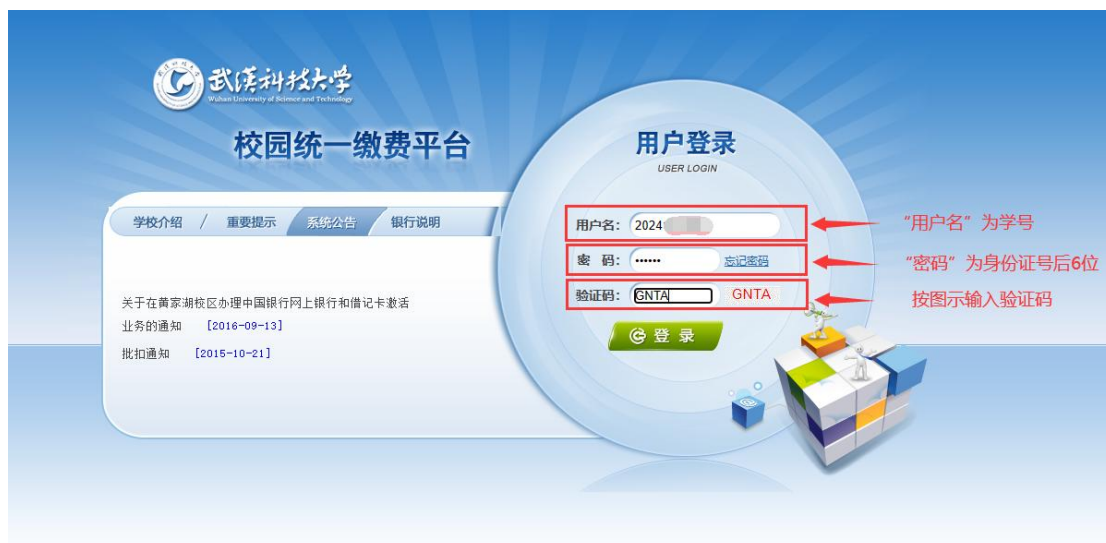 武汉科技大学
Wuhan University of Science and Technology
校园统一缴费平台
学校介绍 / 重要提示 系统公告 银行说明
关于在黄家湖校区办理中国银行网上银行和借记卡激活
业务的通知 [2016-09-13]
批扣通知 [2015-10-21]
用户登录
USER LOGIN
用户名: 2024
密 码: ······ 忘记密码
验证码: GNTA GNTA
登 录
“用户名”为学号
“密码”为身份证号后6位
按图示输入验证码